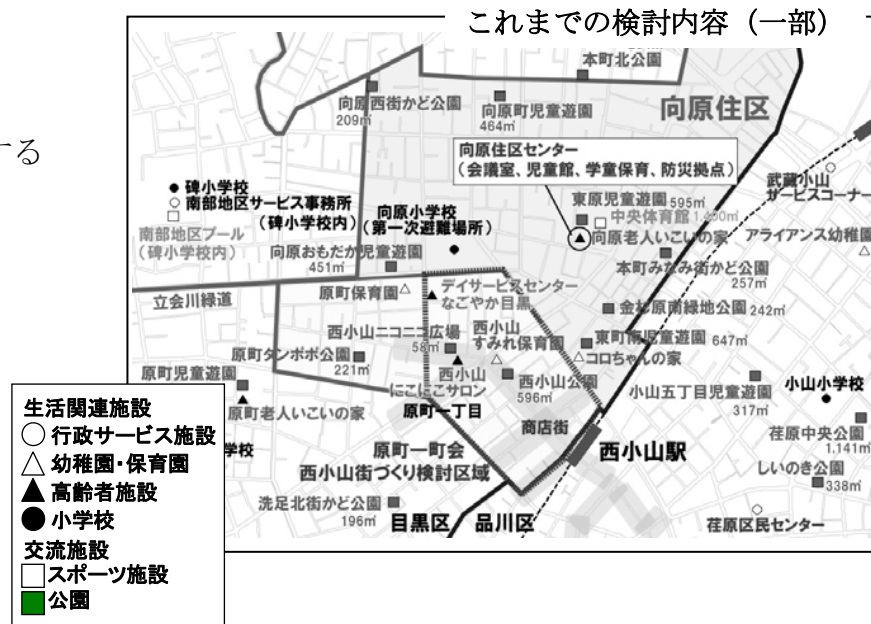 これまでの検討内容（一部）
する
本町北公園
向原西街かど公園
209㎡
向原町児童遊園
464㎡
向原住区
向原住区センター
（会議室、児童館、学童保育、防災拠点）
武蔵小山
サービスコーナー
碑小学校
南部地区サービス事務所
（碑小学校内）
南部地区プール
（碑小学校内）
向原小学校
（第一次避難場所）
東原児童遊園 595㎡
中央体育館
向原老人いこいの家
アライアンス幼稚園
向原おもだか児童遊園
451㎡
本町みなみ街かど公園
257㎡
立会川緑道
原町保育園
デイサービスセンター
なごやか目黒
金杉原南緑地公園 242㎡
西小山ニコニコ広場
58㎡
西小山
すみれ保育園
東町南児童遊園 647㎡
コロちゃんの家
原町タンポポ公園
221㎡
原町児童遊園
西小山
にこにこサロン
西小山公園
596㎡
小山五丁目児童遊園
317㎡
小山小学校
原町老人いこいの家
原町一丁目
商店街
荏原中央公園
1,141㎡
学校
原町一町会
西小山街づくり検討区域
西小山駅
しいのき公園
338㎡
洗足北街かど公園
196㎡
目黒区
品川区
荏原区民センター
生活関連施設
行政サービス施設
幼稚園・保育園
高齢者施設
小学校
交流施設
スポーツ施設
公園